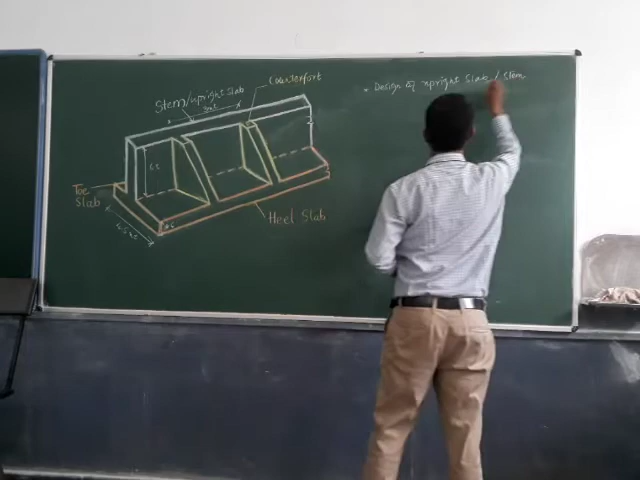 Counterfort
Stem/upright Slab
Toe
Slab
Heel Slab
• Design of upright Slab / Stem